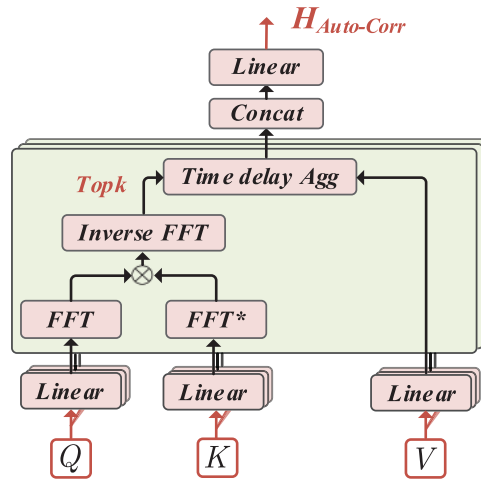 H_Auto-Corr
Linear
Concat
Time delay Agg
Topk
Inverse FFT
FFT
FFT*
Linear
Linear
Linear
Q
K
V